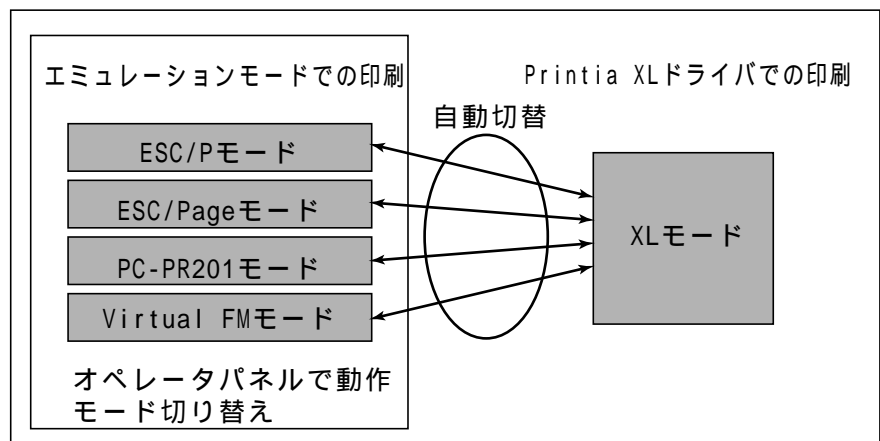 エミュレーションモードでの印刷
Printia XLドライバでの印刷
自動切替
ESC/Pモード
ESC/Pageモード
PC-PR201モード
Virtual FMモード
XLモード
オペレータパネルで動作
モード切り替え